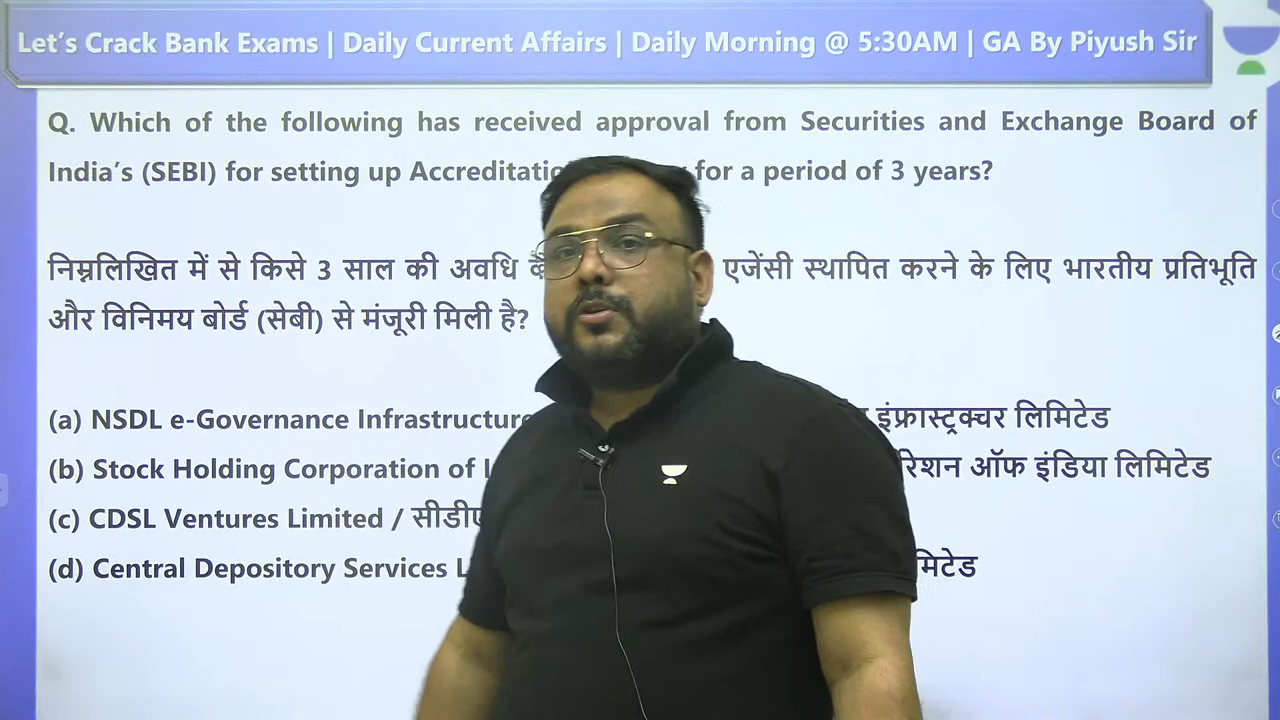 Let's Crack Bank Exams | Daily Current Affairs | Daily Morning @ 5:30AM | GA By Piyush Sir
Q. Which of the following has received approval from Securities and Exchange Board of
India's (SEBI) for setting up for a period of 3 years?
निम्नलिखित में से किसे 3 साल की अवधि एजेंसी स्थापित करने के लिए भारतीय प्रतिभूति
और विनिमय बोर्ड (सेबी) से मंजूरी मिली है?
(a) NSDL e-Governance इंफ्रास्ट्रक्चर लिमिटेड
(b) Stock Holding Corporation of ऑफ इंडिया लिमिटेड
(c) CDSL Ventures Limited /
(d) Central Depository Services